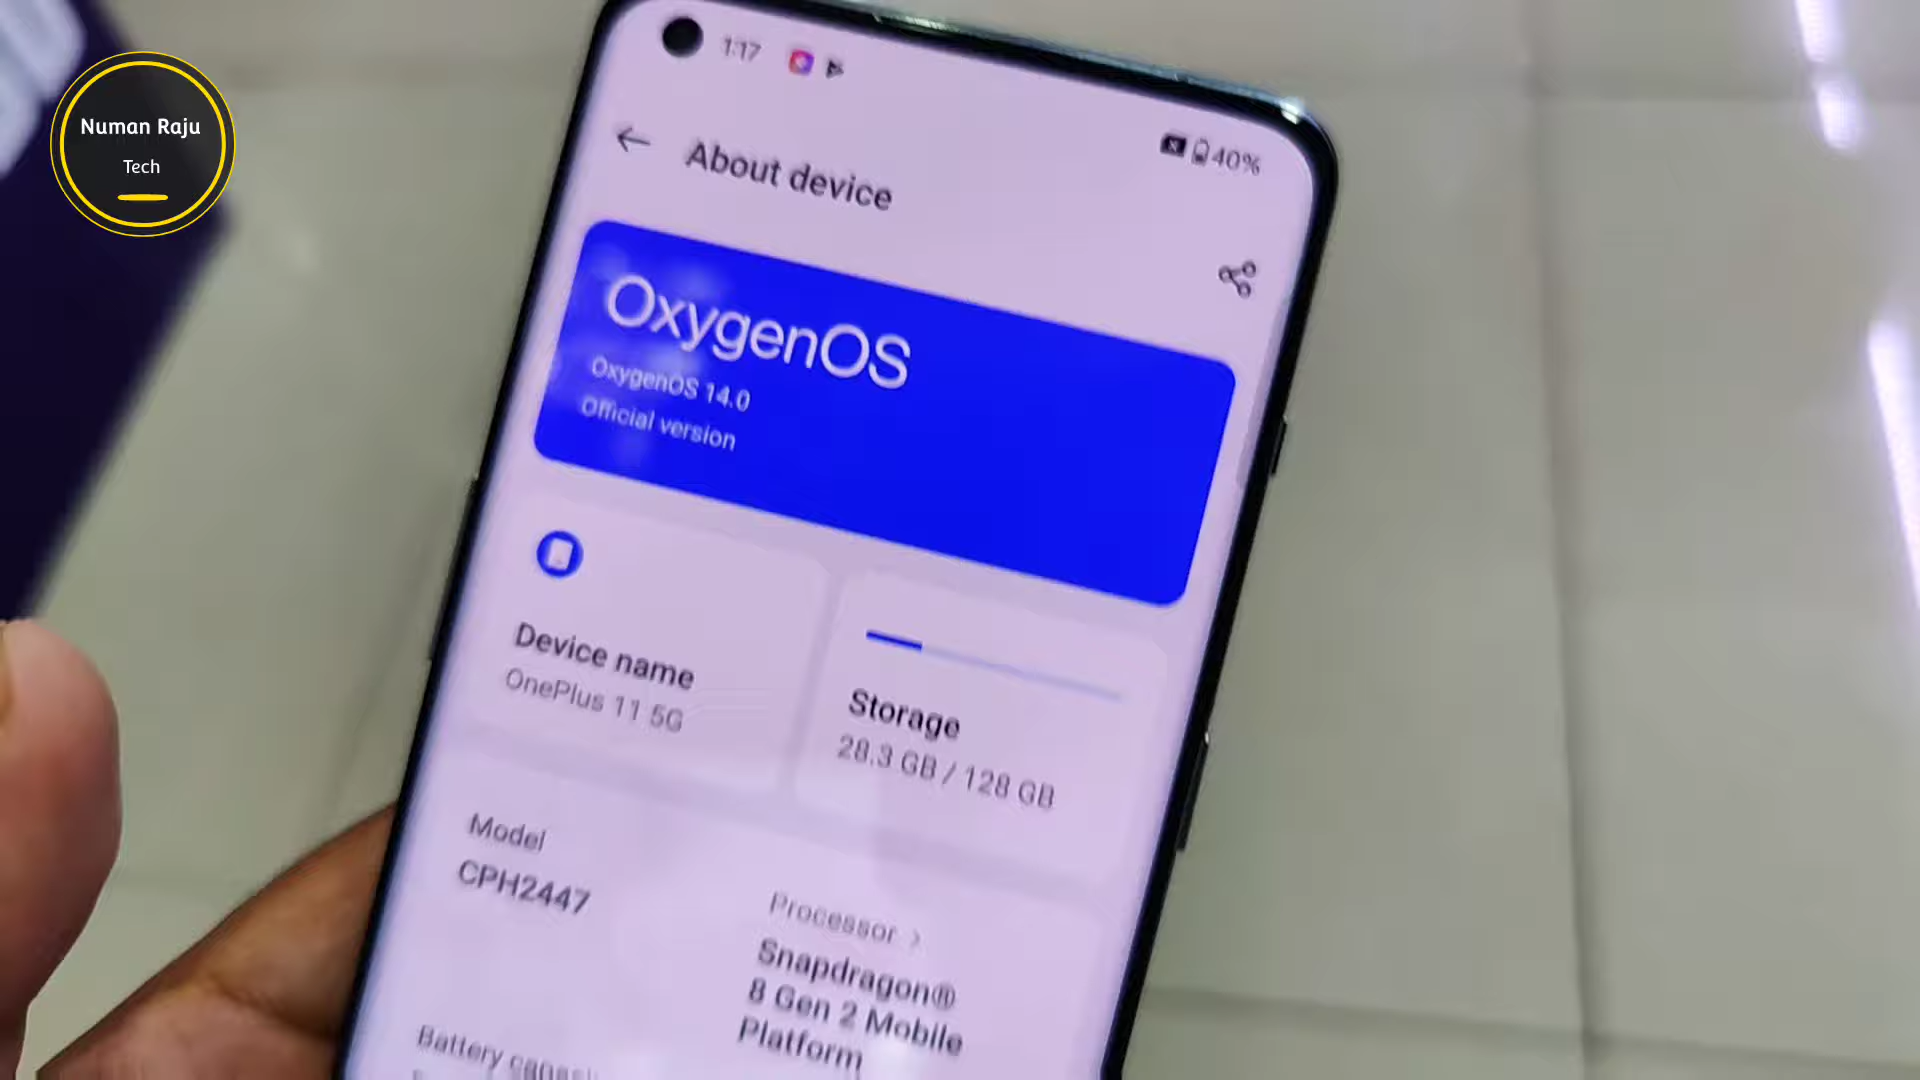 Numan Raju
Tech
1:17
40%
About device
OxygenOS
OxygenOS 14.0
Official version
Device name
OnePlus 11 5G
Storage
28.3 GB / 128 GB
Model
CPH2447
Processor >
Snapdragon®
8 Gen 2 Mobile
Platform
Battery